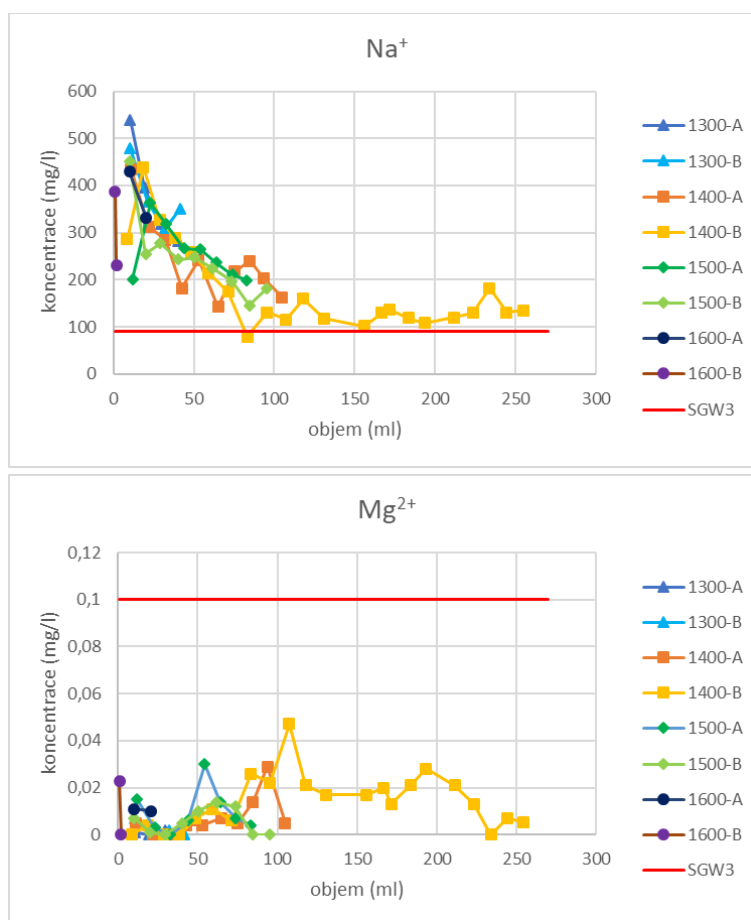 Na⁺
600
500
400
300
200
100
0
koncentrace (mg/l)
0 50 100 150 200 250 300
objem (ml)
1300-A
1300-B
1400-A
1400-B
1500-A
1500-B
1600-A
1600-B
SGW3
Mg²⁺
0,12
0,1
0,08
0,06
0,04
0,02
0
koncentrace (mg/l)
0 50 100 150 200 250 300
objem (ml)
1300-A
1300-B
1400-A
1400-B
1500-A
1500-B
1600-A
1600-B
SGW3